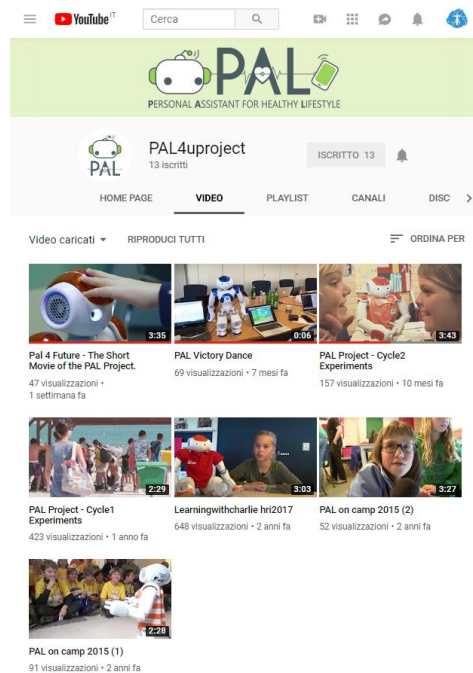 YouTube IT
Cerca
PAL
PERSONAL ASSISTANT FOR HEALTHY LIFESTYLE
PAL
PAL4uproject
13 iscritti
ISCRITTO 13
HOME PAGE
VIDEO
PLAYLIST
CANALI
DISC
Video caricati
RIPRODUCI TUTTI
ORDINA PER
3:35
0:06
3:43
Pal 4 Future - The Short
Movie of the PAL Project.
47 visualizzazioni •
1 settimana fa
PAL Victory Dance
69 visualizzazioni • 7 mesi fa
PAL Project - Cycle2
Experiments
157 visualizzazioni • 10 mesi fa
2:29
3:03
3:27
PAL Project - Cycle1
Experiments
423 visualizzazioni • 1 anno fa
Learningwithcharlie hri2017
648 visualizzazioni • 2 anni fa
PAL on camp 2015 (2)
52 visualizzazioni • 2 anni fa
2:28
PAL on camp 2015 (1)
91 visualizzazioni • 2 anni fa